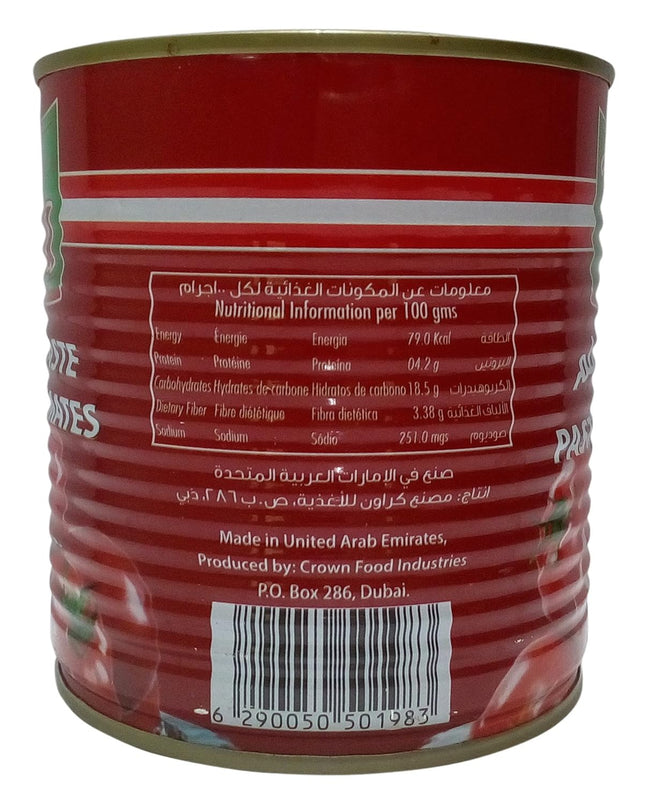 معلومات عن المكونات الغذائية لكل ١٠٠جرام
Nutritional Information per 100 gms
Energy Énergie Energia 79.0 Kcal الطاقة
Protein Protéine Proteína 04.2 g البروتين
Carbohydrates Hydrates de carbone Hidratos de carbono 18.5 g الكربوهيدرات
Dietary Fiber Fibra diététique Fibra dietética 3.38 g الألياف الغذائية
Sodium Sodium Sódio 251.0 mgs صوديوم
صنع في الإمارات العربية المتحدة
انتاج: مصنع كراون للأغذية، ص.ب ٢٨٦، دبي
Made in United Arab Emirates,
Produced by: Crown Food Industries
P.O. Box 286, Dubai.
6 290050 501983